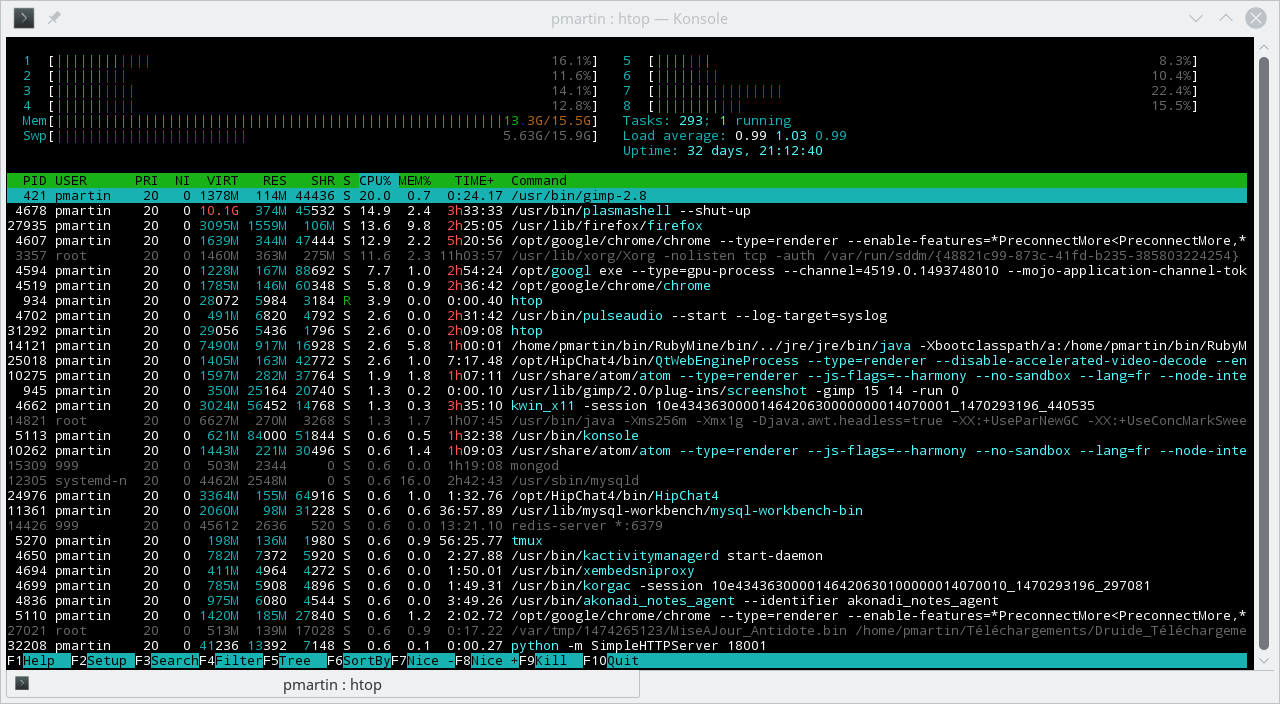 pmartin : htop — Konsole
1 [|||||||||||| 16.1%] 5 [||||||| 8.3%]
2 [||||||||| 11.6%] 6 [|||||||| 10.4%]
3 [|||||||||| 14.1%] 7 [|||||||||||||||| 22.4%]
4 [|||||||||| 12.8%] 8 [||||||||||| 15.5%]
Mem[|||||||||||||||||||||||||||||||||||||||||||||||||||||||||13.3G/15.5G] Tasks: 293; 1 running
Swp[|||||||||||||||||||||||| 5.63G/15.9G] Load average: 0.99 1.03 0.99
Uptime: 32 days, 21:12:40
PID USER PRI NI VIRT RES SHR S CPU% MEM% TIME+ Command
421 pmartin 20 0 1378M 114M 44436 S 20.0 0.7 0:24.17 /usr/bin/gimp-2.8
4678 pmartin 20 0 10.1G 374M 45532 S 14.9 2.4 3h33:33 /usr/bin/plasmashell --shut-up
27935 pmartin 20 0 3095M 1559M 106M S 13.6 9.8 2h25:05 /usr/lib/firefox/firefox
4607 pmartin 20 0 1639M 344M 47444 S 12.9 2.2 5h20:56 /opt/google/chrome/chrome --type=renderer --enable-features=*PreconnectMore<PreconnectMore,*
3357 root 20 0 1460M 363M 275M S 11.6 2.3 11h03:57 /usr/lib/xorg/Xorg -nolisten tcp -auth /var/run/sddm/{48821c99-873c-41fd-b235-385803224254}
4594 pmartin 20 0 1228M 167M 88692 S 7.7 1.0 2h54:24 /opt/googl exe --type=gpu-process --channel=4519.0.1493748010 --mojo-application-channel-tok
4519 pmartin 20 0 1785M 146M 60348 S 5.8 0.9 2h36:42 /opt/google/chrome/chrome
934 pmartin 20 0 28072 5984 3184 R 3.9 0.0 0:00.40 htop
4702 pmartin 20 0 491M 6820 4792 S 2.6 0.0 2h31:42 /usr/bin/pulseaudio --start --log-target=syslog
31292 pmartin 20 0 29056 5436 1796 S 2.6 0.0 2h09:08 htop
14121 pmartin 20 0 7490M 917M 16928 S 2.6 5.8 1h00:01 /home/pmartin/bin/RubyMine/bin/../jre/jre/bin/java -Xbootclasspath/a:/home/pmartin/bin/RubyM
25018 pmartin 20 0 1405M 163M 42772 S 2.6 1.0 7:17.48 /opt/HipChat4/bin/QtWebEngineProcess --type=renderer --disable-accelerated-video-decode --en
10275 pmartin 20 0 1597M 282M 37764 S 1.9 1.8 1h07:11 /usr/share/atom/atom --type=renderer --js-flags=--harmony --no-sandbox --lang=fr --node-inte
945 pmartin 20 0 350M 25164 20740 S 1.3 0.2 0:00.10 /usr/lib/gimp/2.0/plug-ins/screenshot -gimp 15 14 -run 0
4662 pmartin 20 0 3024M 56452 14768 S 1.3 0.3 3h35:10 kwin_x11 -session 10e4343630000146420630000000014070001_1470293196_440535
14821 root 20 0 6627M 270M 3268 S 1.3 1.7 1h07:45 /usr/bin/java -Xms256m -Xmx1g -Djava.awt.headless=true -XX:+UseParNewGC -XX:+UseConcMarkSwee
5113 pmartin 20 0 621M 84000 51844 S 0.6 0.5 1h32:38 /usr/bin/konsole
10262 pmartin 20 0 1443M 221M 30496 S 0.6 1.4 1h09:03 /usr/share/atom/atom --type=renderer --js-flags=--harmony --no-sandbox --lang=fr --node-inte
15309 999 20 0 503M 2344 0 S 0.6 0.0 1h19:08 mongod
12305 systemd-n 20 0 4462M 2548M 0 S 0.6 16.0 2h42:43 /usr/sbin/mysqld
24976 pmartin 20 0 3364M 155M 64916 S 0.6 1.0 1:32.76 /opt/HipChat4/bin/HipChat4
11361 pmartin 20 0 2060M 98M 31228 S 0.6 0.6 36:57.89 /usr/lib/mysql-workbench/mysql-workbench-bin
14426 999 20 0 45612 2636 520 S 0.6 0.0 13:21.10 redis-server *:6379
5270 pmartin 20 0 198M 136M 1980 S 0.6 0.9 56:25.77 tmux
4650 pmartin 20 0 782M 7372 5920 S 0.6 0.0 2:27.88 /usr/bin/kactivitymanagerd start-daemon
4694 pmartin 20 0 411M 4964 4272 S 0.6 0.0 1:50.01 /usr/bin/xembedsniproxy
4699 pmartin 20 0 785M 5908 4896 S 0.6 0.0 1:49.31 /usr/bin/korgac -session 10e4343630000146420630100000014070010_1470293196_297081
4836 pmartin 20 0 975M 6080 4544 S 0.6 0.0 3:49.26 /usr/bin/akonadi_notes_agent --identifier akonadi_notes_agent
5110 pmartin 20 0 1420M 185M 27840 S 0.6 1.2 2:02.72 /opt/google/chrome/chrome --type=renderer --enable-features=*PreconnectMore<PreconnectMore,*
27021 root 20 0 513M 139M 17028 S 0.6 0.9 0:17.22 /var/tmp/1474265123/MiseAJour_Antidote.bin /home/pmartin/Téléchargements/Druide_Téléchargeme
32208 pmartin 20 0 41236 13392 7148 S 0.6 0.1 0:00.27 python -m SimpleHTTPServer 18001
F1Help F2Setup F3SearchF4FilterF5Tree F6SortByF7Nice -F8Nice +F9Kill F10Quit
pmartin : htop